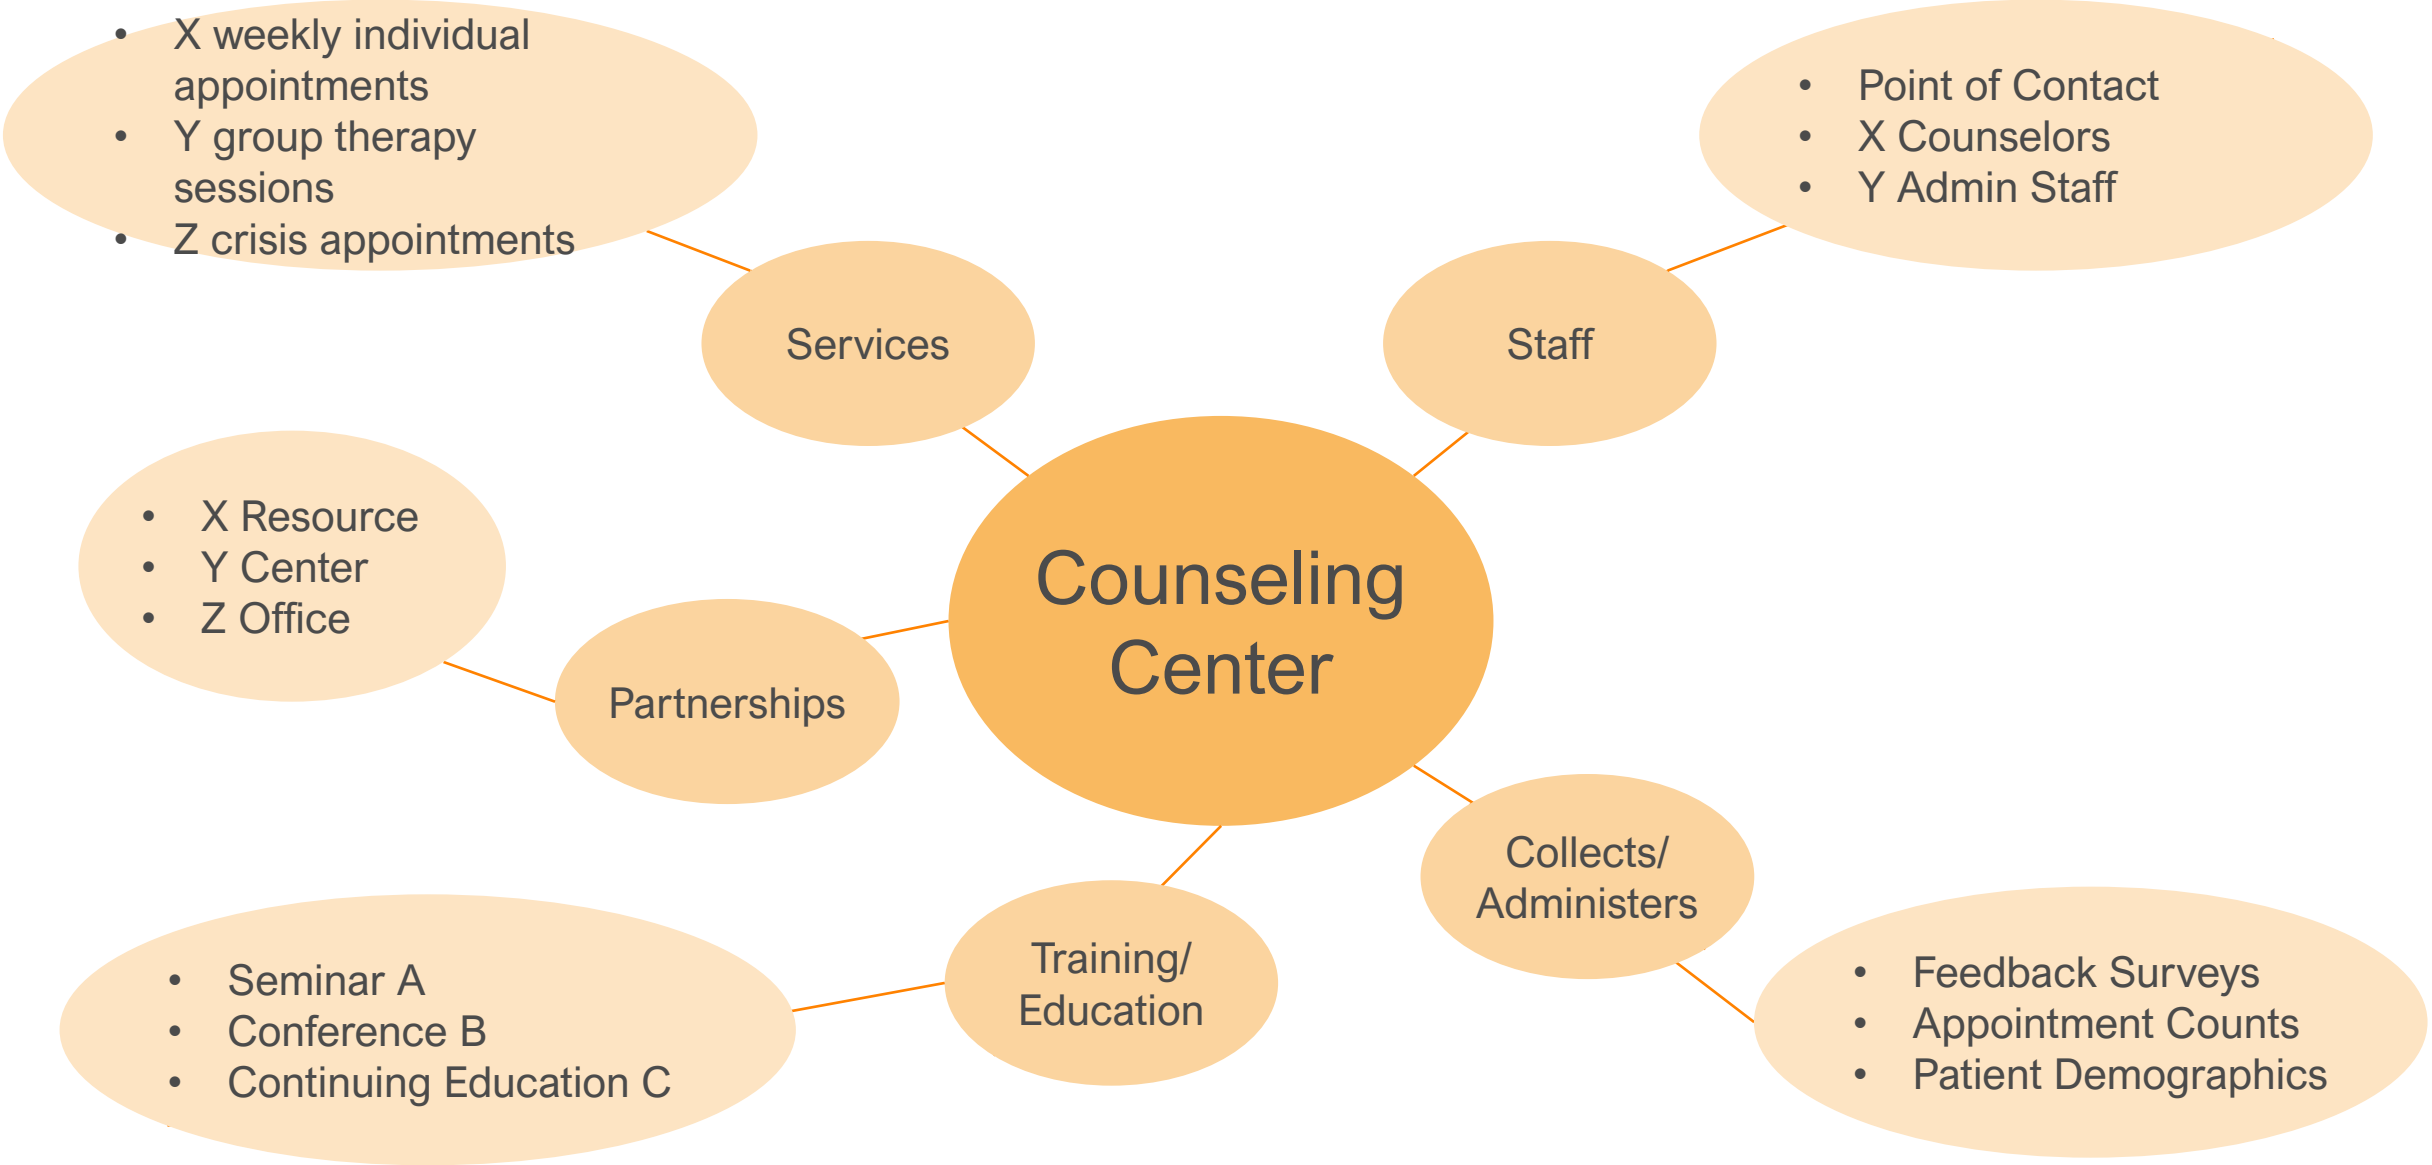 • X weekly individual
appointments
• Y group therapy
sessions
• Z crisis appointments
• Point of Contact
• X Counselors
• Y Admin Staff
Services
Staff
• X Resource
• Y Center
• Z Office
Counseling
Center
Partnerships
Collects/
Administers
Training/
Education
• Seminar A
• Conference B
• Continuing Education C
• Feedback Surveys
• Appointment Counts
• Patient Demographics